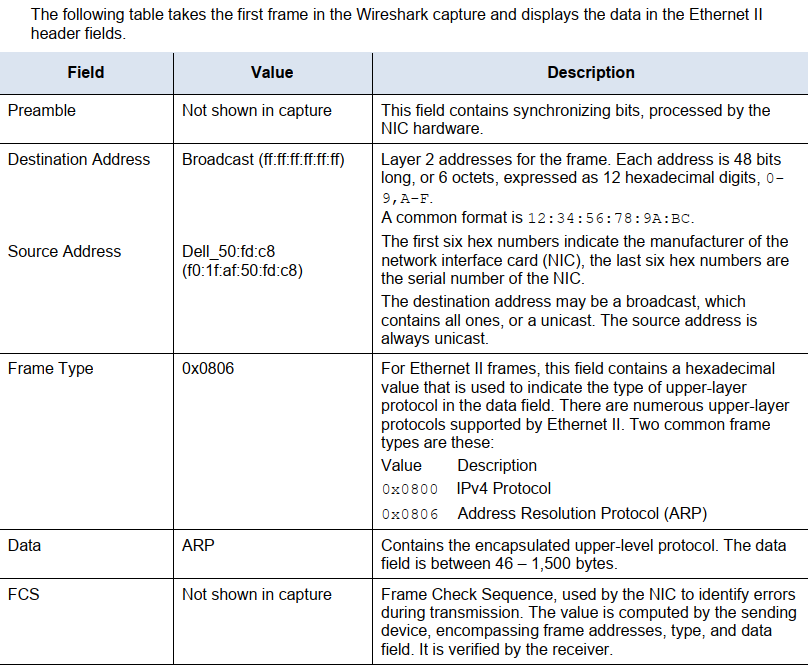 The following table takes the first frame in the Wireshark capture and displays the data in the Ethernet II
header fields.
Field Value Description
Preamble Not shown in capture This field contains synchronizing bits, processed by the
NIC hardware.
Destination Address Broadcast (ff:ff:ff:ff:ff:ff) Layer 2 addresses for the frame. Each address is 48 bits
long, or 6 octets, expressed as 12 hexadecimal digits, 0-
9,A-F.
A common format is 12:34:56:78:9A:BC.
Source Address Dell_50:fd:c8
(f0:1f:af:50:fd:c8)
The first six hex numbers indicate the manufacturer of the
network interface card (NIC), the last six hex numbers are
the serial number of the NIC.
The destination address may be a broadcast, which
contains all ones, or a unicast. The source address is
always unicast.
Frame Type 0x0806 For Ethernet II frames, this field contains a hexadecimal
value that is used to indicate the type of upper-layer
protocol in the data field. There are numerous upper-layer
protocols supported by Ethernet II. Two common frame
types are these:
Value Description
0x0800 IPv4 Protocol
0x0806 Address Resolution Protocol (ARP)
Data ARP Contains the encapsulated upper-level protocol. The data
field is between 46 – 1,500 bytes.
FCS Not shown in capture Frame Check Sequence, used by the NIC to identify errors
during transmission. The value is computed by the sending
device, encompassing frame addresses, type, and data
field. It is verified by the receiver.